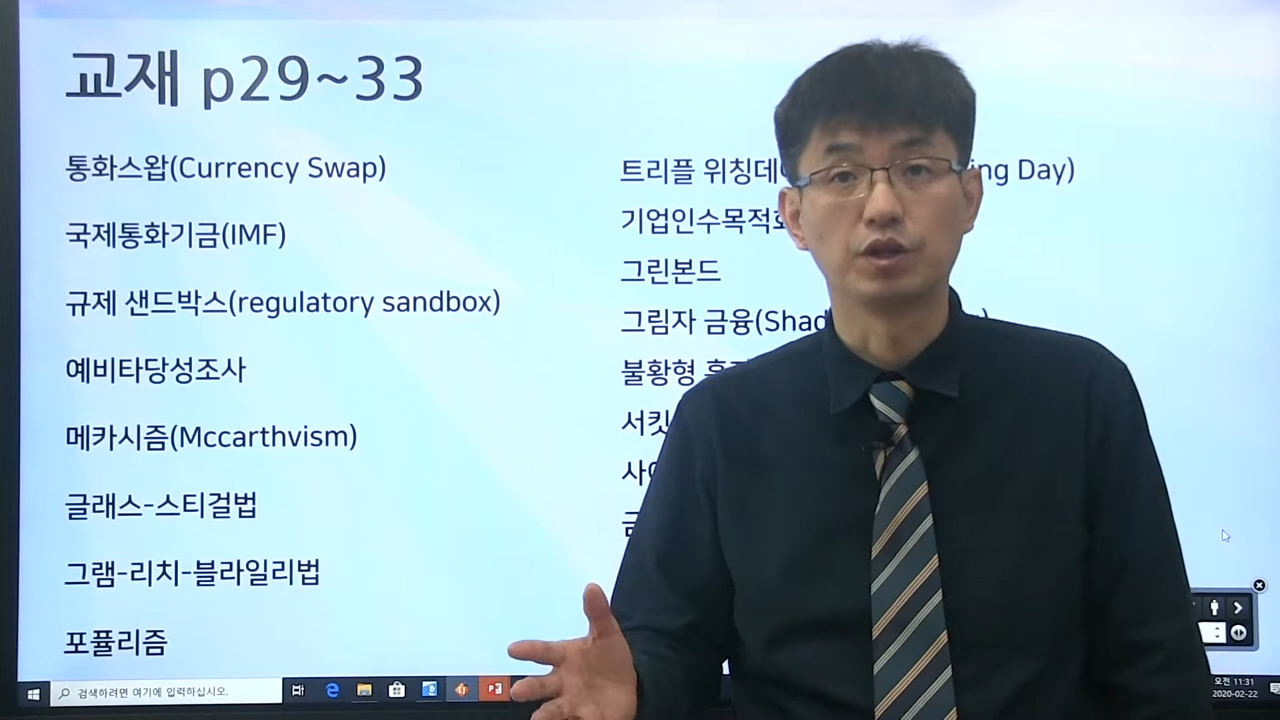 교재 p29~33
통화스왑(Currency Swap)
국제통화기금(IMF)
규제 샌드박스(regulatory sandbox)
예비타당성조사
메카시즘(Mccarthvism)
글래스-스티걸법
그램-리치-블라일리법
포퓰리즘
트리플 위칭데 ing Day)
기업인수목적
그린본드
그림자 금융(Shad )
불황형
서킷
사
검색하려면 여기에 입력하십시오.
오전 11:31
2020-02-22